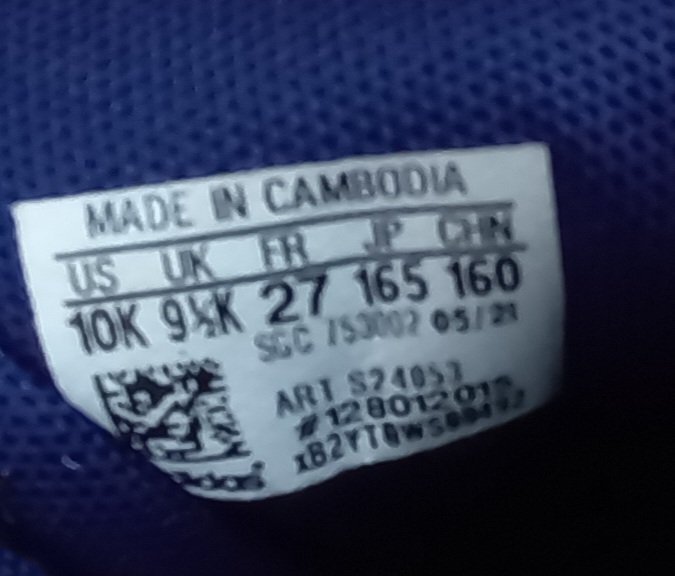 MADE IN CAMBODIA
US UK FR JP CHN
10K 9½K 27 165 160
SGC 753002 05/21
ART S24053